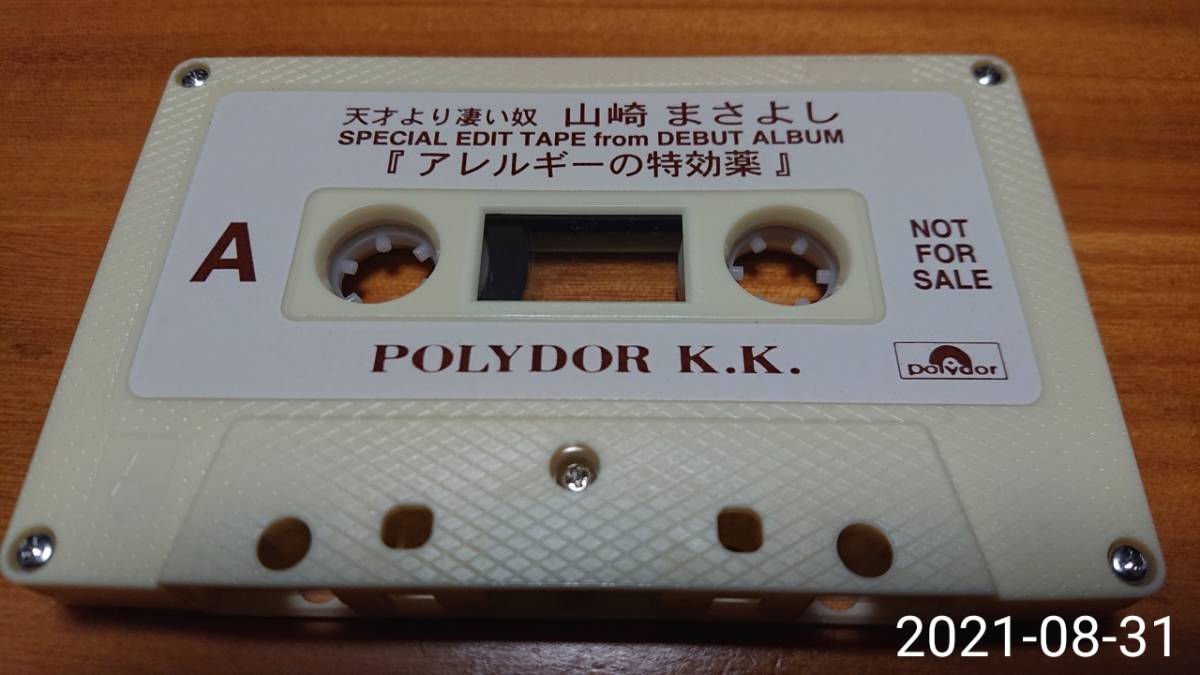 天才より凄い奴 山崎 まさよし
SPECIAL EDIT TAPE from DEBUT ALBUM
『アレルギーの特効薬』
A
NOT
FOR
SALE
POLYDOR K.K.
polydor
2021-08-31